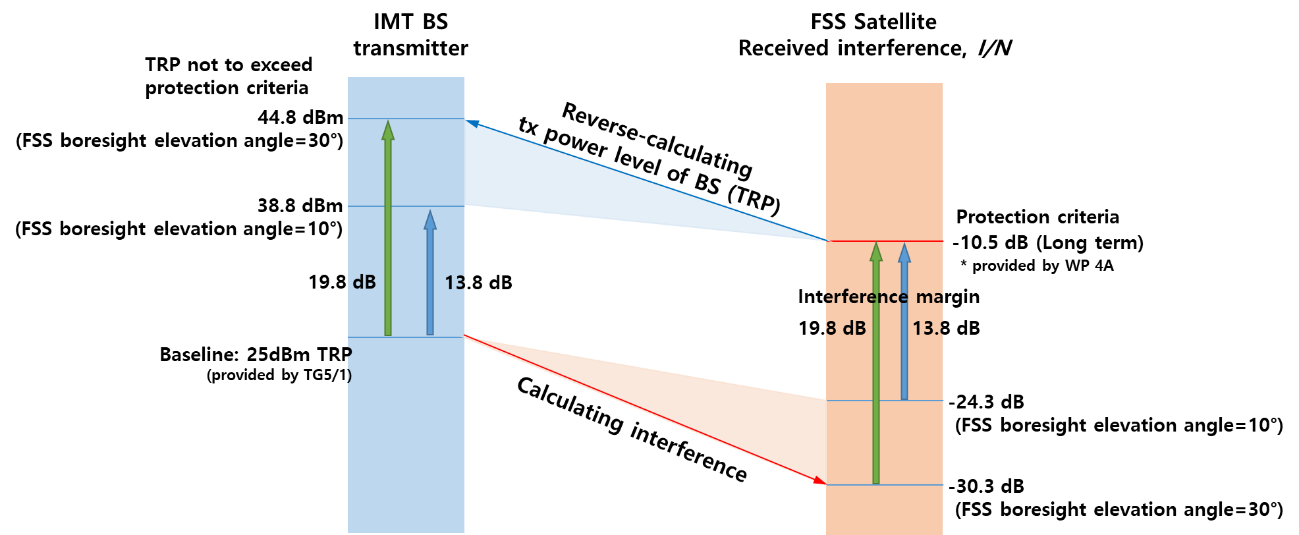 IMT BS
transmitter
FSS Satellite
Received interference, I/N
TRP not to exceed
protection criteria
44.8 dBm
(FSS boresight elevation angle=30°)
38.8 dBm
(FSS boresight elevation angle=10°)
19.8 dB
13.8 dB
Baseline: 25dBm TRP
(provided by TG5/1)
Reverse-calculating
tx power level of BS (TRP)
Calculating interference
Protection criteria
-10.5 dB (Long term)
* provided by WP 4A
Interference margin
19.8 dB
13.8 dB
-24.3 dB
(FSS boresight elevation angle=10°)
-30.3 dB
(FSS boresight elevation angle=30°)